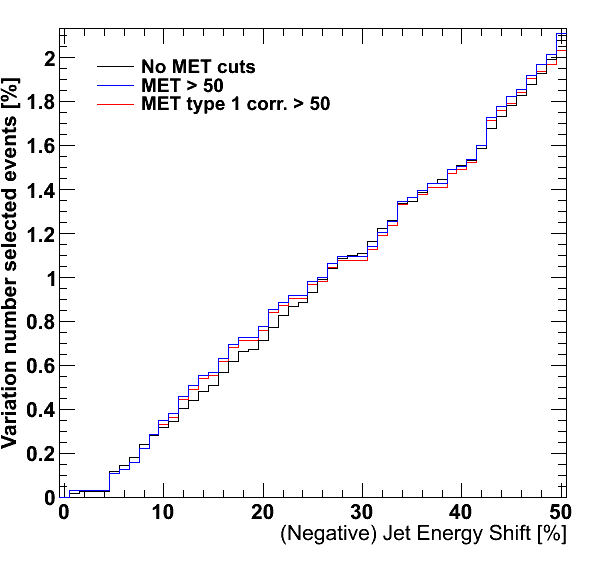 Variation number selected events [%]
No MET cuts
MET > 50
MET type 1 corr. > 50
2
1.8
1.6
1.4
1.2
1
0.8
0.6
0.4
0.2
0
0 10 20 30 40 50
(Negative) Jet Energy Shift [%]